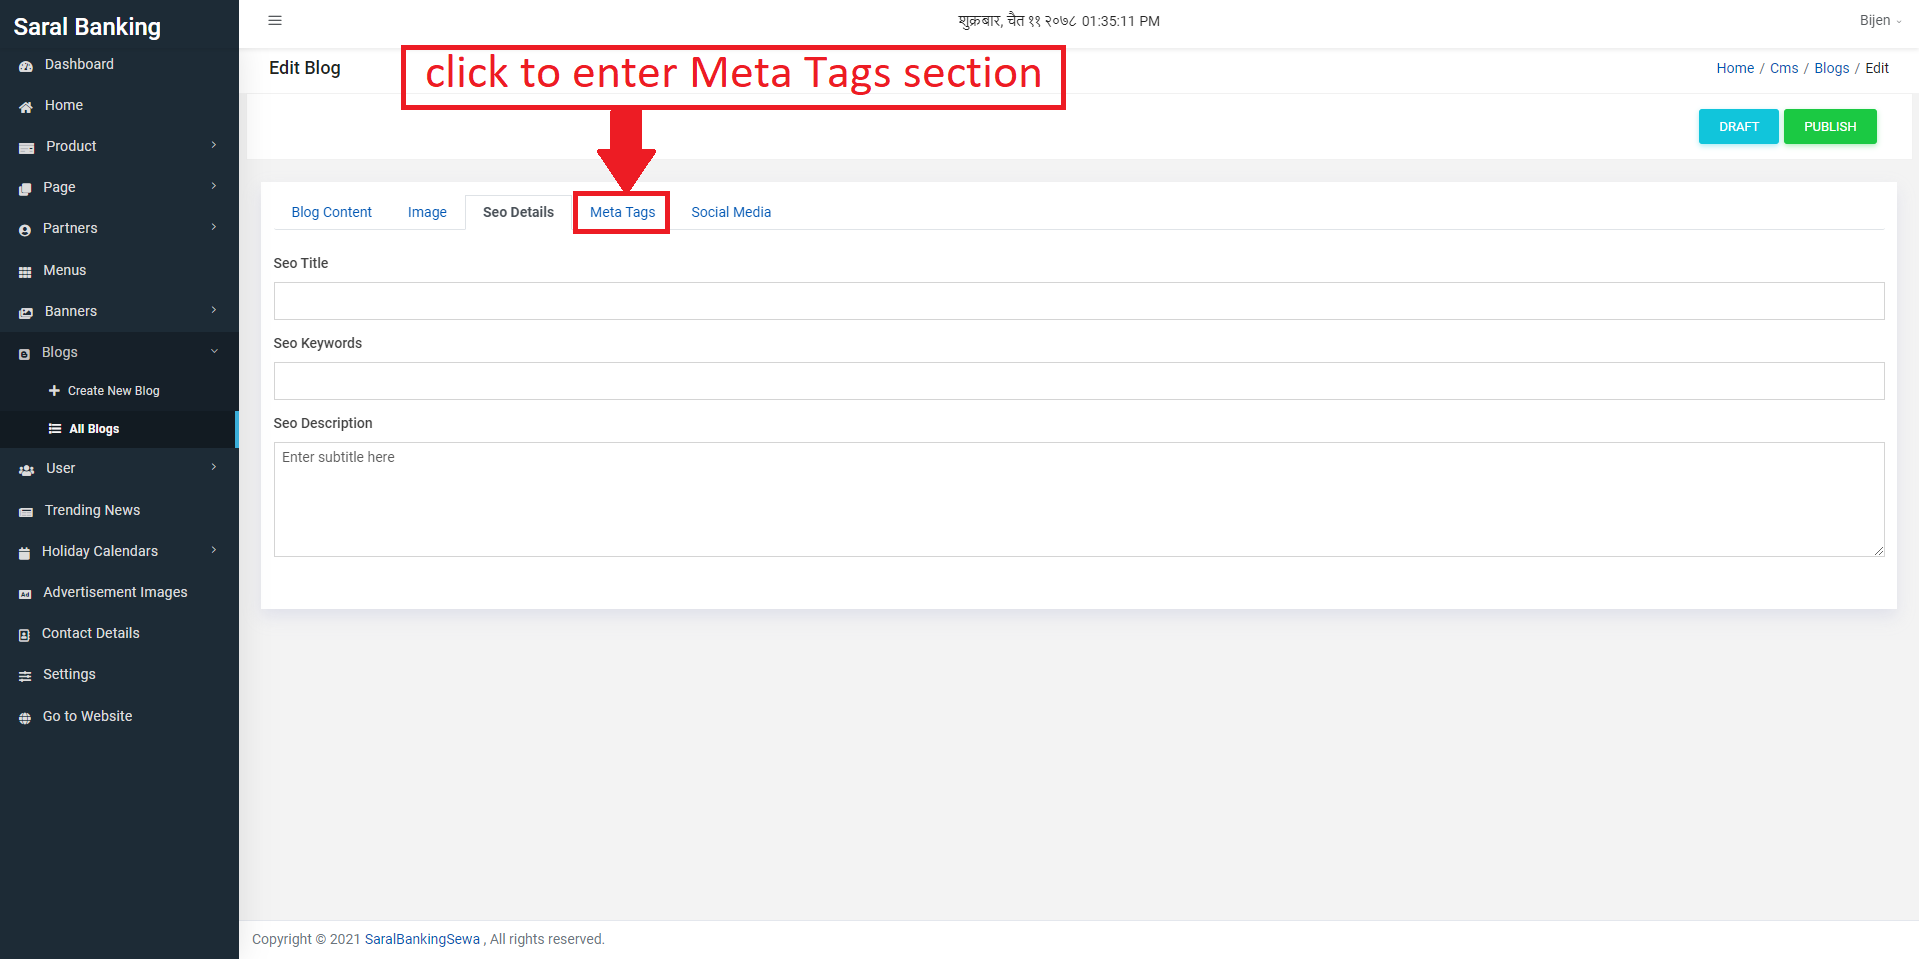 Saral Banking
शुक्रबार, चैत ११ २०७८ 01:35:11 PM
Bijen
Dashboard
Home
Product
Page
Partners
Menus
Banners
Blogs
Create New Blog
All Blogs
User
Trending News
Holiday Calendars
Ad
Advertisement Images
Contact Details
Settings
Go to Website
Edit Blog
click to enter Meta Tags section
Home / Cms / Blogs / Edit
DRAFT PUBLISH
Blog Content Image Seo Details Meta Tags Social Media
Seo Title
Seo Keywords
Seo Description
Enter subtitle here
Copyright © 2021 SaralBankingSewa , All rights reserved.